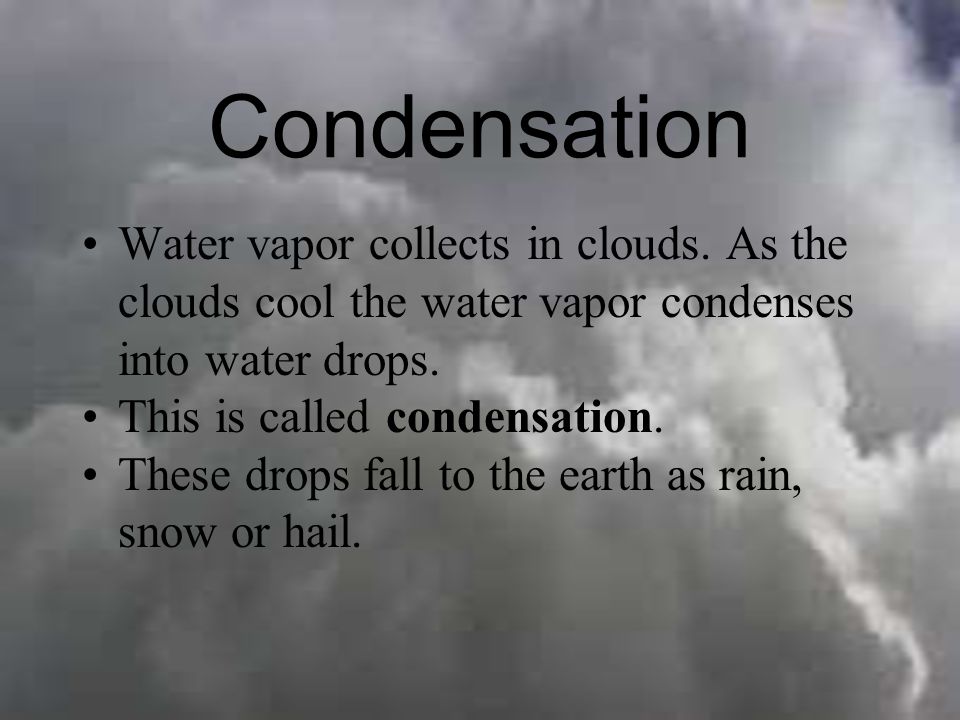 Condensation
• Water vapor collects in clouds. As the
clouds cool the water vapor condenses
into water drops.
• This is called condensation.
• These drops fall to the earth as rain,
snow or hail.